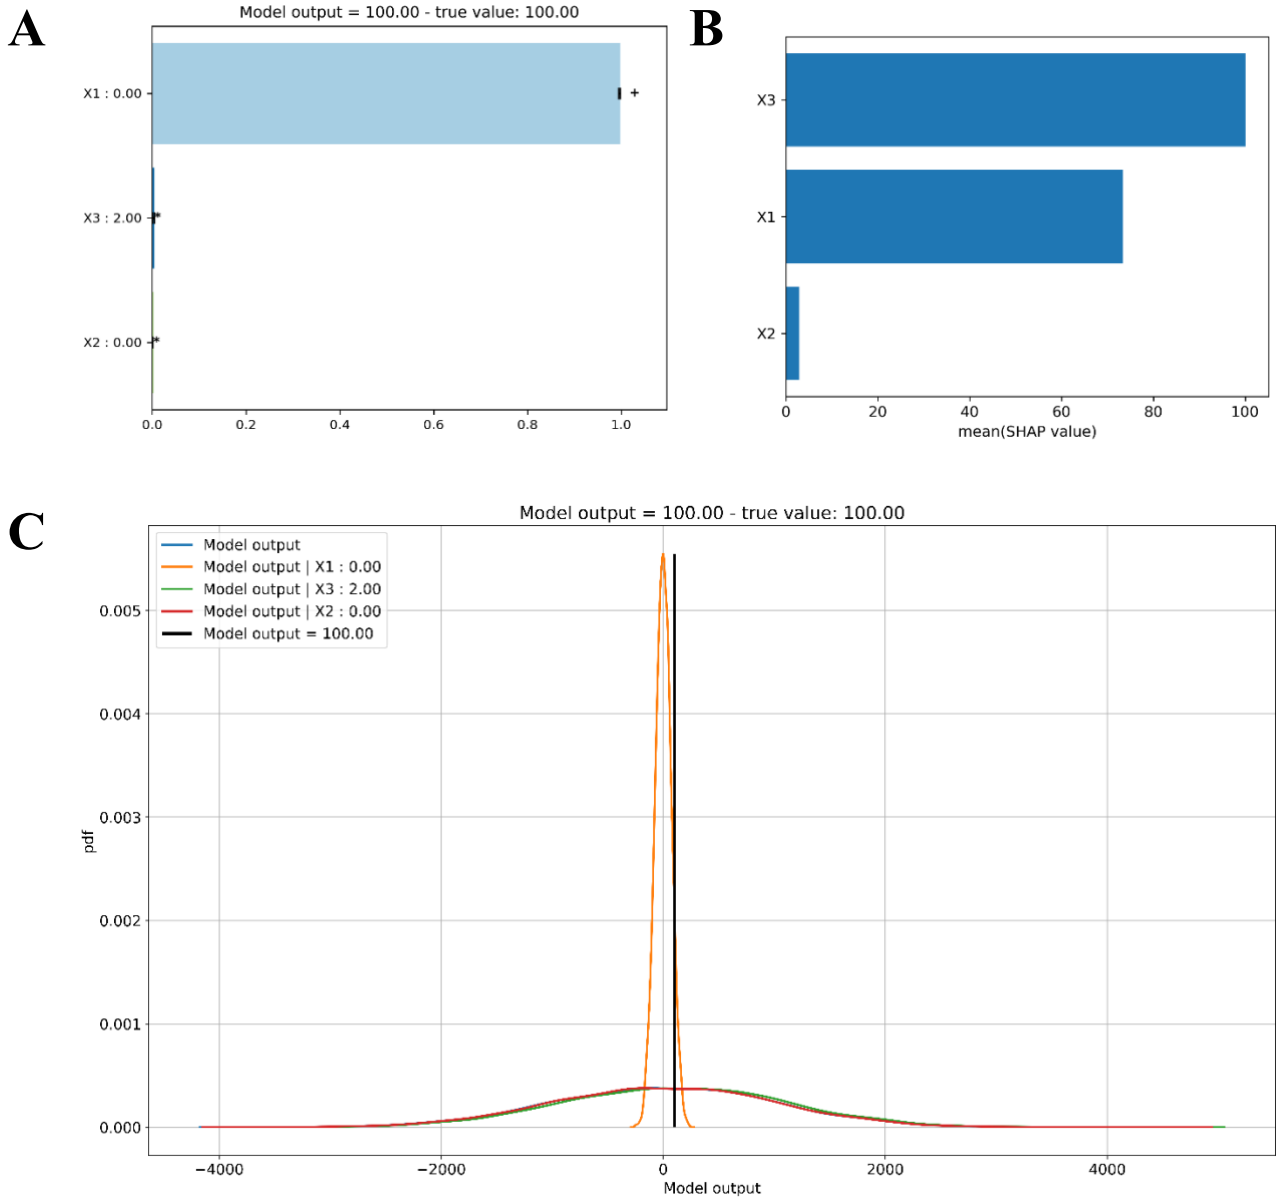 A
Model output = 100.00 - true value: 100.00
X1 : 0.00
+
X3 : 2.00
*
X2 : 0.00
*
0.0 0.2 0.4 0.6 0.8 1.0
B
X3
X1
X2
0 20 40 60 80 100
mean(SHAP value)
C
Model output = 100.00 - true value: 100.00
Model output
Model output | X1 : 0.00
Model output | X3 : 2.00
Model output | X2 : 0.00
Model output = 100.00
0.005
0.004
0.003
0.002
0.001
0.000
pdf
−4000 −2000 0 2000 4000
Model output